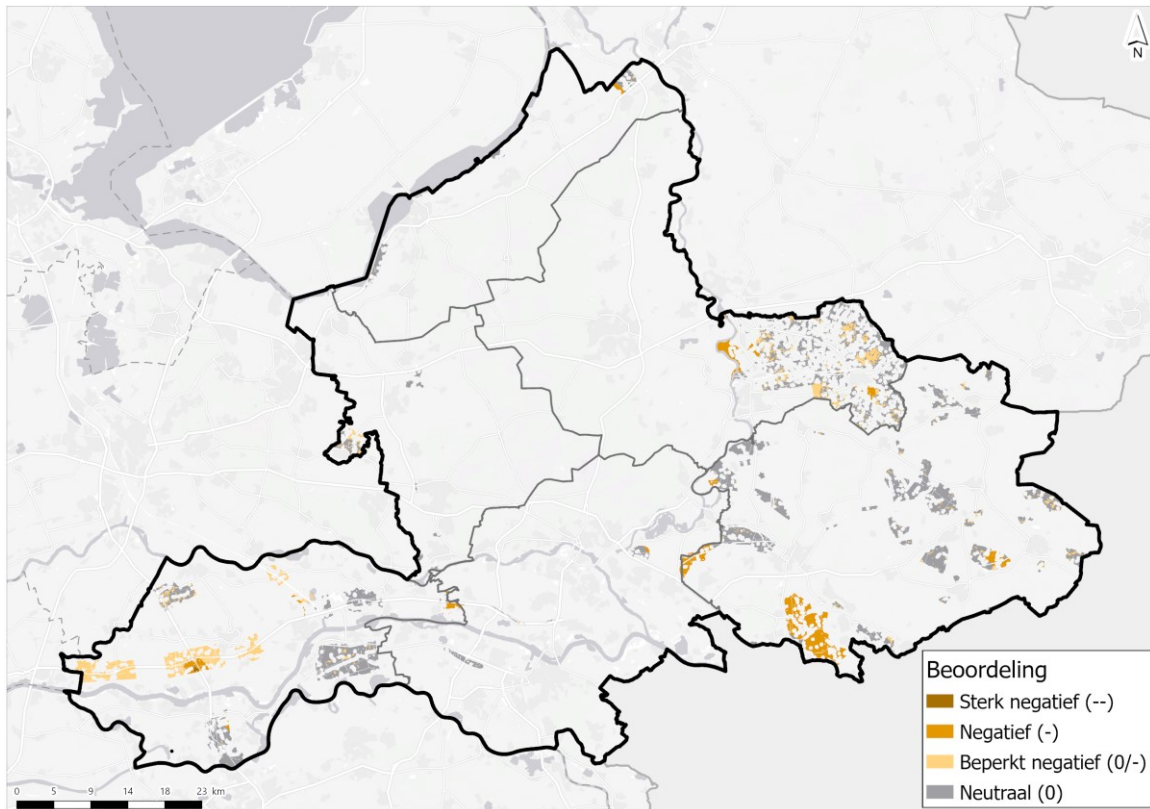 N
Beoordeling
Sterk negatief (--)
Negatief (-)
Beperkt negatief (0/-)
Neutraal (0)
0 5 9 14 18 23 km